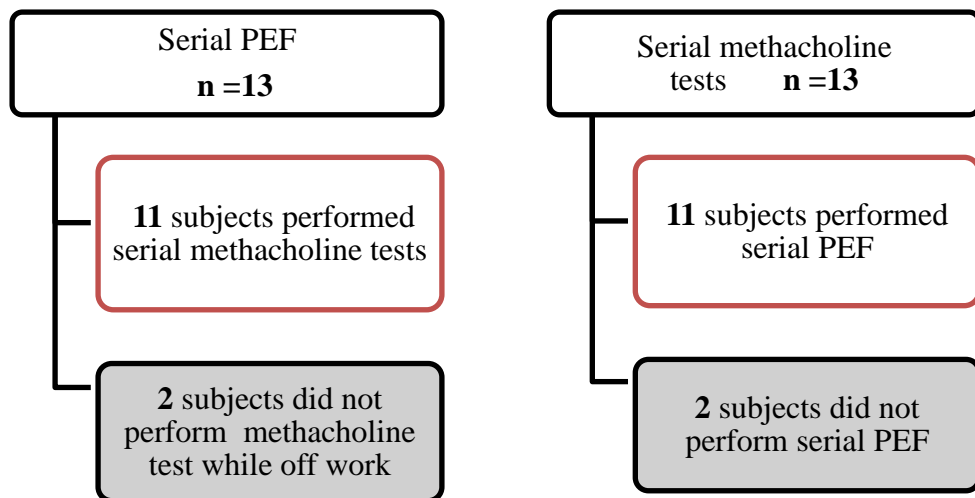 Serial PEF
n =13
11 subjects performed
serial methacholine tests
2 subjects did not
perform methacholine
test while off work
Serial methacholine
tests n =13
11 subjects performed
serial PEF
2 subjects did not
perform serial PEF